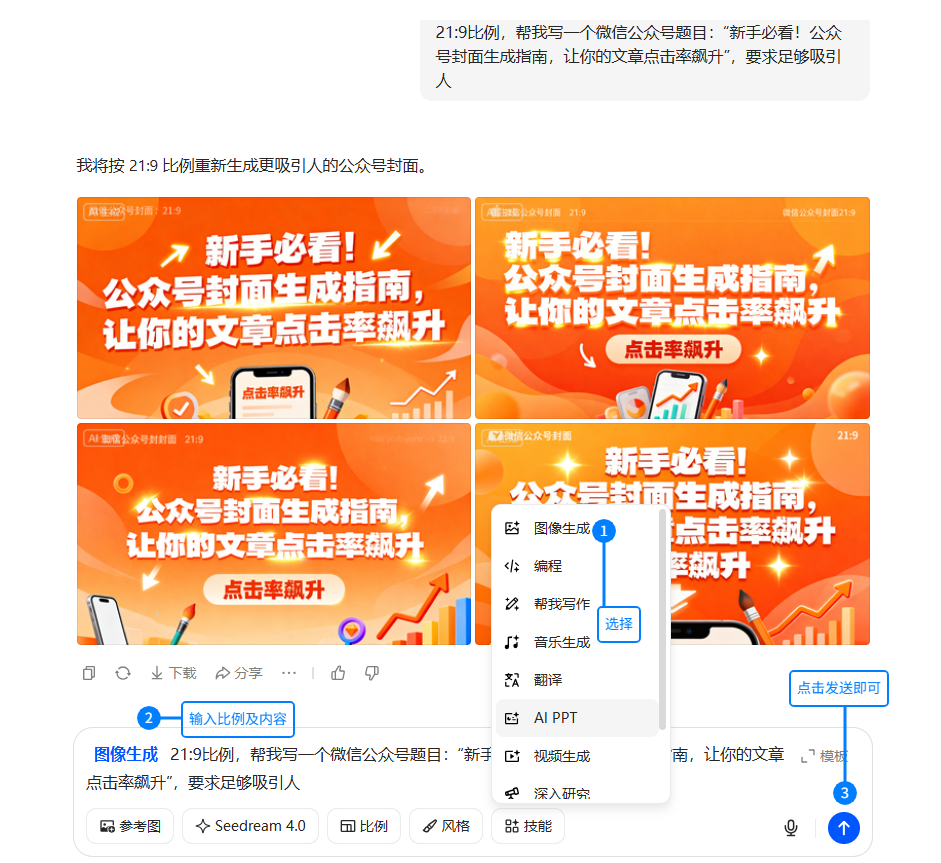 21:9比例，帮我写一个微信公众号题目：“新手必看！公众
号封面生成指南，让你的文章点击率飙升”，要求足够吸引
人
我将按 21:9 比例重新生成更吸引人的公众号封面。
号封面：21:9
新手必看！
公众号封面生成指南，
让你的文章点击率飙升
点击率飙升
公众号封面 21:9
微信公众号封面21:9
新手必看！
公众号封面生成指南，
让你的文章点击率飙升
点击率飙升
公众号封封面 21:9
新手必看！
公众号封面生成指南，
让你的文章点击率飙升
点击率飙升
微信公众号封面
21:9
新手必看！
公众号封面生成指南，
章点击率飙升
率飙升
图像生成
1
编程
帮我写作
选择
音乐生成
翻译
AI PPT
视频生成
深入研究
下载
分享
点击发送即可
2
输入比例及内容
图像生成 21:9比例，帮我写一个微信公众号题目：“新手
南，让你的文章
模板
点击率飙升”，要求足够吸引人
3
参考图
Seedream 4.0
比例
风格
技能